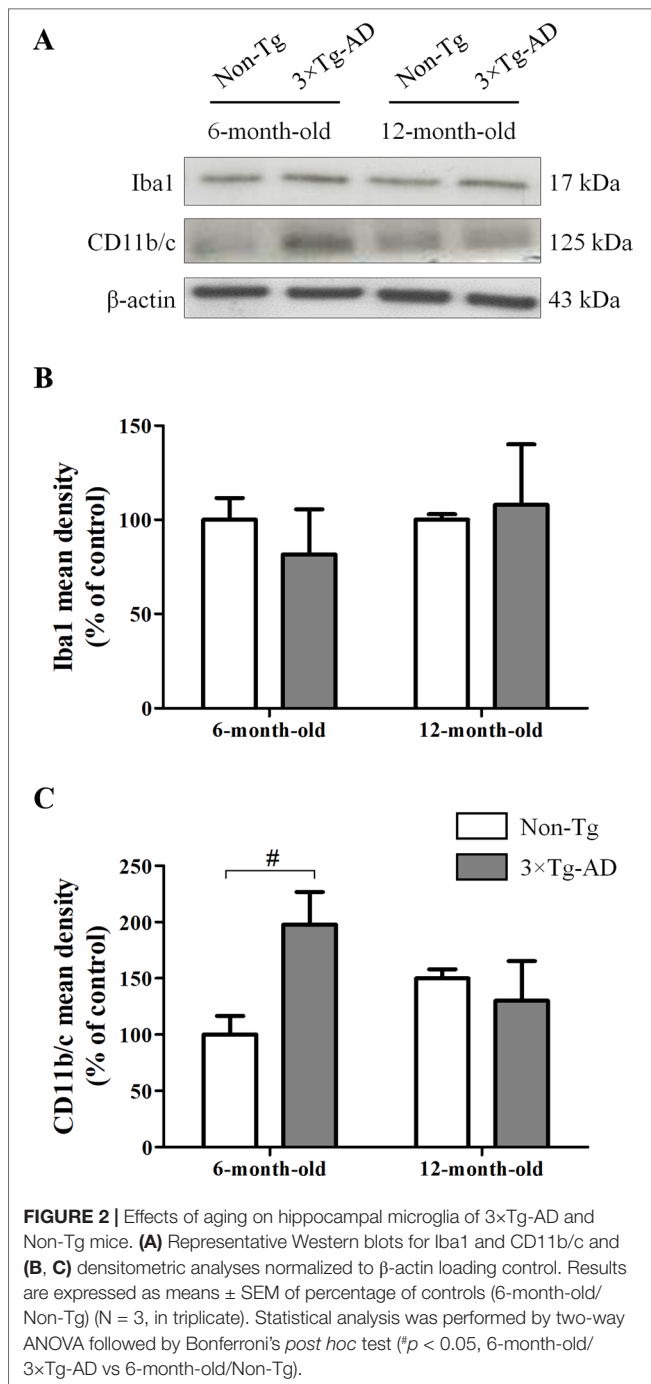 A
Non-Tg 3×Tg-AD Non-Tg 3×Tg-AD
6-month-old 12-month-old
Iba1 17 kDa
CD11b/c 125 kDa
β-actin 43 kDa
B
Iba1 mean density
(% of control)
150
100
50
0
6-month-old 12-month-old
C
Non-Tg
3×Tg-AD
CD11b/c mean density
(% of control)
250
200
150
100
50
0
#
6-month-old 12-month-old
FIGURE 2 | Effects of aging on hippocampal microglia of 3×Tg-AD and
Non-Tg mice. (A) Representative Western blots for Iba1 and CD11b/c and
(B, C) densitometric analyses normalized to β-actin loading control. Results
are expressed as means ± SEM of percentage of controls (6-month-old/
Non-Tg) (N = 3, in triplicate). Statistical analysis was performed by two-way
ANOVA followed by Bonferroni's post hoc test (#p < 0.05, 6-month-old/
3×Tg-AD vs 6-month-old/Non-Tg).